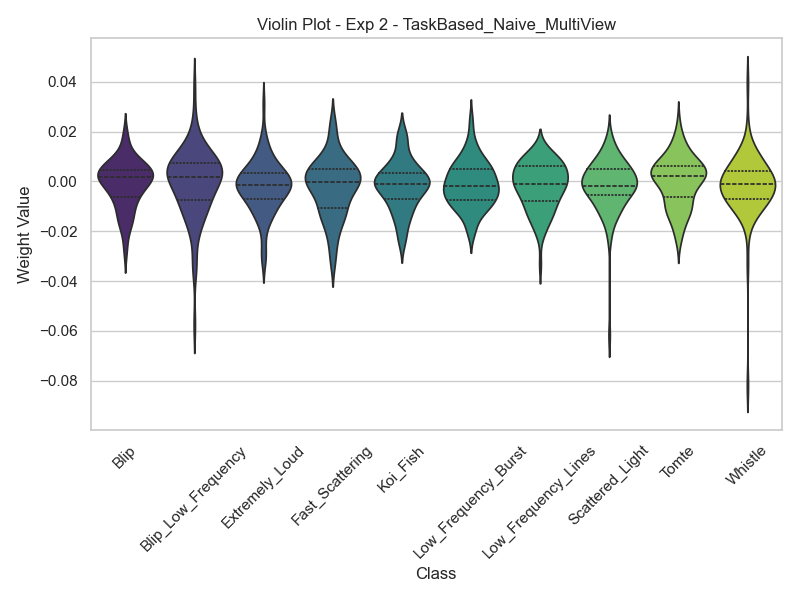 Violin Plot - Exp 2 - TaskBased_Naive_MultiView
Weight Value
0.04
0.02
0.00
−0.02
−0.04
−0.06
−0.08
Blip
Blip_Low_Frequency
Extremely_Loud
Fast_Scattering
Koi_Fish
Low_Frequency_Burst
Low_Frequency_Lines
Scattered_Light
Tomte
Whistle
Class